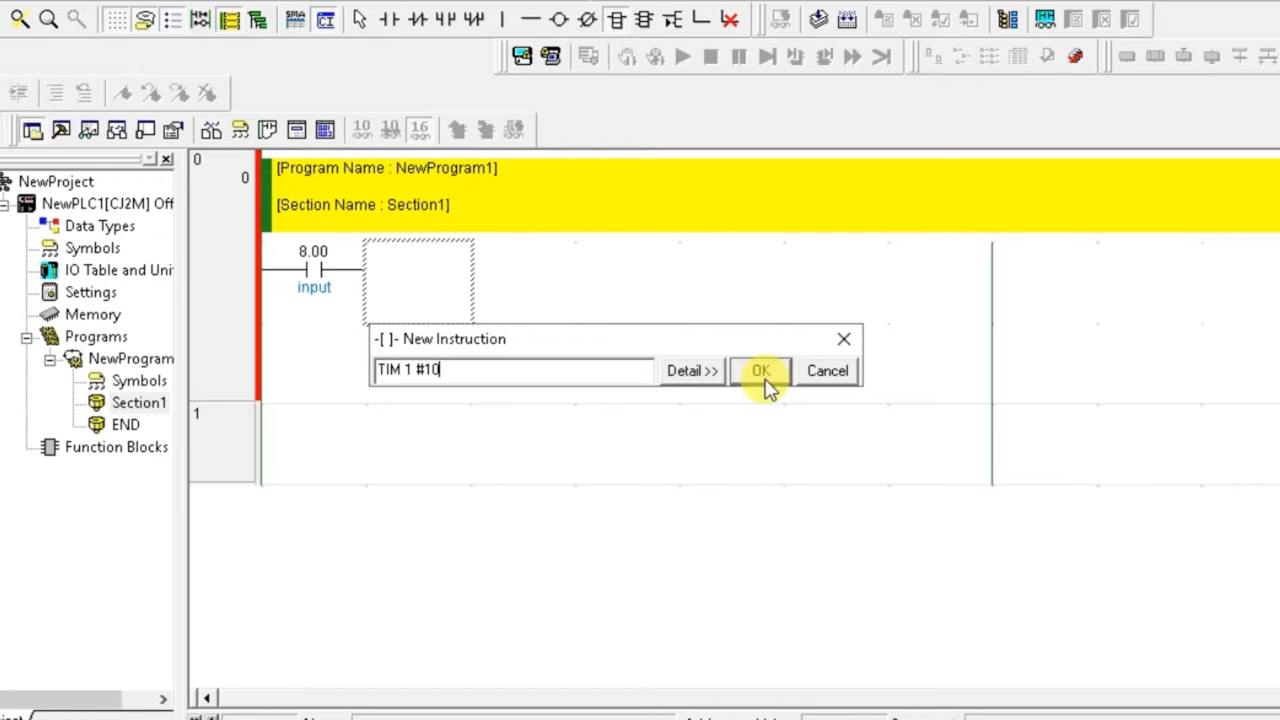 SMA
CI
10
10
16
NewProject
NewPLC1[CJ2M] Off
Data Types
Symbols
IO Table and Uni
Settings
Memory
Programs
NewProgram
Symbols
Section1
END
Function Blocks
0
0
[Program Name : NewProgram1]
[Section Name : Section1]
8.00
input
-[ ]- New Instruction
TIM 1 #10
Detail >>
OK
Cancel
1